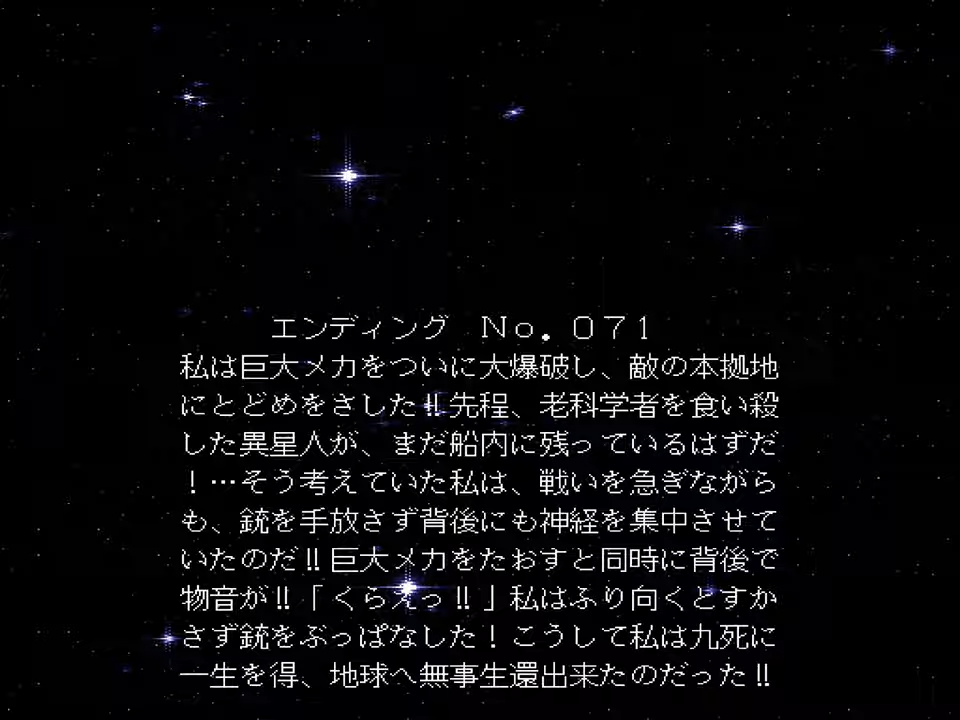 エンディング　Ｎｏ．０７１
私は巨大メカをついに大爆破し、敵の本拠地
にとどめをさした‼先程、老科学者を食い殺
した異星人が、まだ船内に残っているはずだ
！…そう考えていた私は、戦いを急ぎながら
も、銃を手放さず背後にも神経を集中させて
いたのだ‼巨大メカをたおすと同時に背後で
物音が‼「くらえっ‼」私はふり向くとすか
さず銃をぶっぱなした！こうして私は九死に
一生を得、地球へ無事生還出来たのだった‼